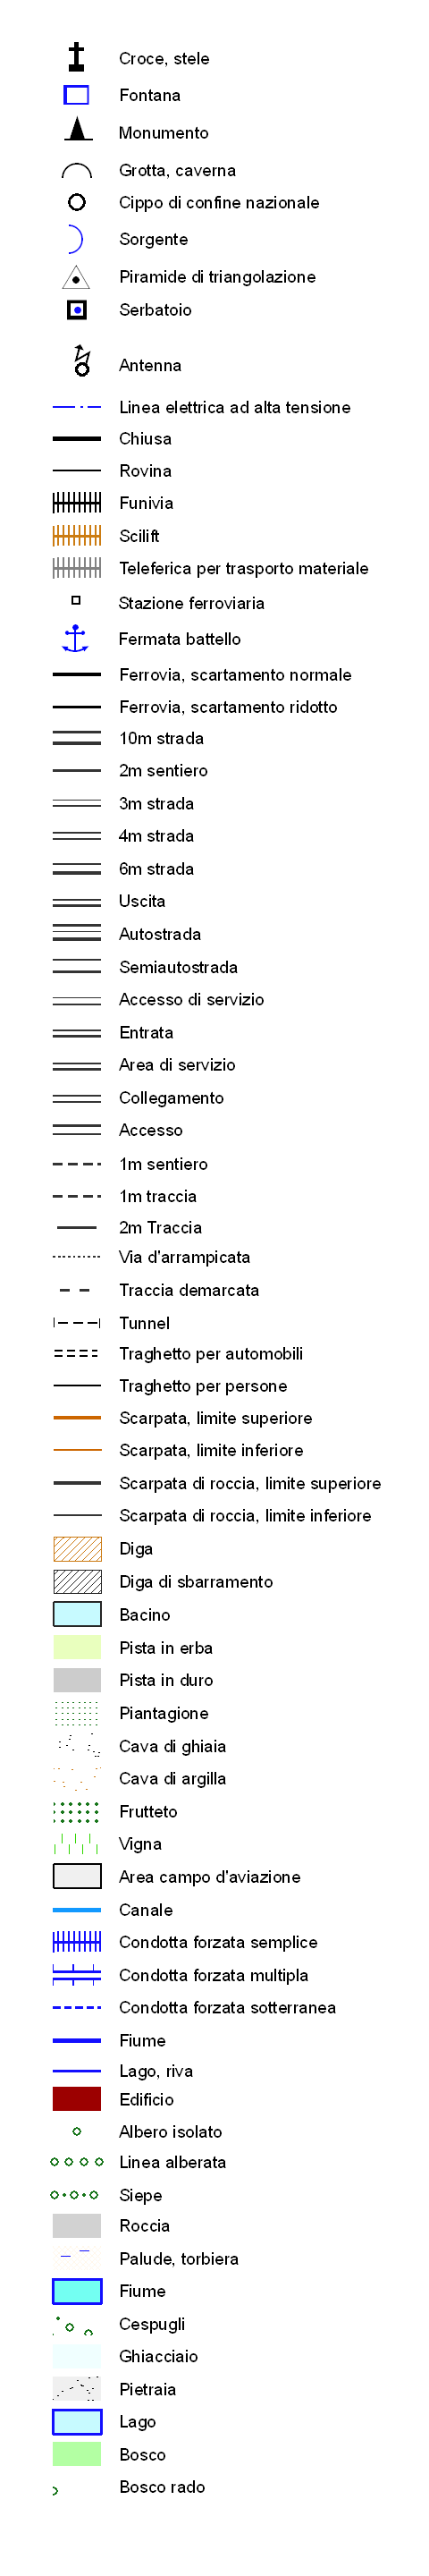 Croce, stele
Fontana
Monumento
Grotta, caverna
Cippo di confine nazionale
Sorgente
Piramide di triangolazione
Serbatoio
Antenna
Linea elettrica ad alta tensione
Chiusa
Rovina
Funivia
Scilift
Teleferica per trasporto materiale
Stazione ferroviaria
Fermata battello
Ferrovia, scartamento normale
Ferrovia, scartamento ridotto
10m strada
2m sentiero
3m strada
4m strada
6m strada
Uscita
Autostrada
Semiautostrada
Accesso di servizio
Entrata
Area di servizio
Collegamento
Accesso
1m sentiero
1m traccia
2m Traccia
Via d'arrampicata
Traccia demarcata
Tunnel
Traghetto per automobili
Traghetto per persone
Scarpata, limite superiore
Scarpata, limite inferiore
Scarpata di roccia, limite superiore
Scarpata di roccia, limite inferiore
Diga
Diga di sbarramento
Bacino
Pista in erba
Pista in duro
Piantagione
Cava di ghiaia
Cava di argilla
Frutteto
Vigna
Area campo d'aviazione
Canale
Condotta forzata semplice
Condotta forzata multipla
Condotta forzata sotterranea
Fiume
Lago, riva
Edificio
Albero isolato
Linea alberata
Siepe
Roccia
Palude, torbiera
Fiume
Cespugli
Ghiacciaio
Pietraia
Lago
Bosco
Bosco rado